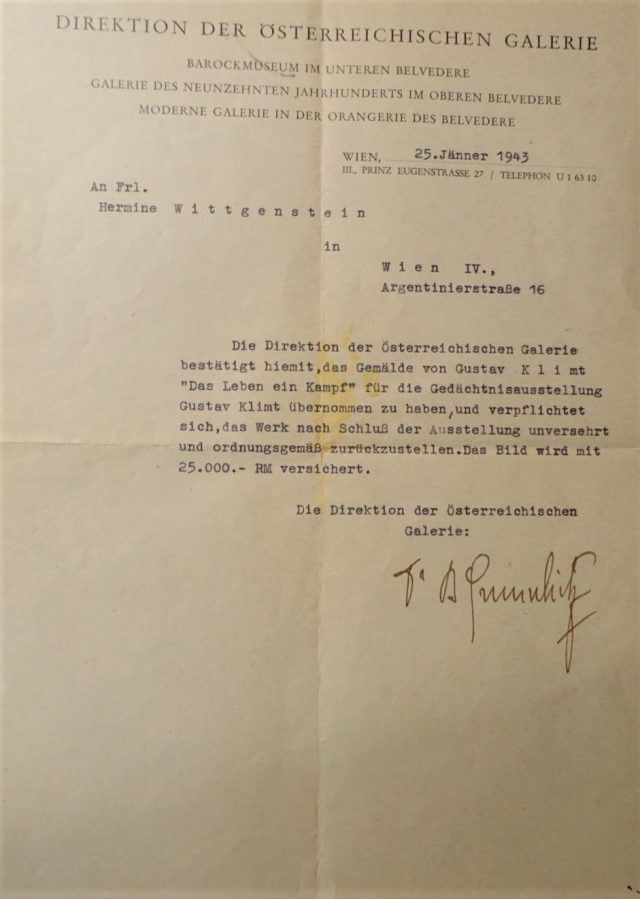 DIREKTION DER ÖSTERREICHISCHEN GALERIE
BAROCKMUSEUM IM UNTEREN BELVEDERE
GALERIE DES NEUNZEHNTEN JAHRHUNDERTS IM OBEREN BELVEDERE
MODERNE GALERIE IN DER ORANGERIE DES BELVEDERE
WIEN, 25.Jänner 1943
III., PRINZ EUGENSTRASSE 27 / TELEPHON U 1 63 10
An Frl.
Hermine W i t t g e n s t e i n
in
W i e n IV.,
Argentinierstraße 16
Die Direktion der Österreichischen Galerie
bestätigt hiemit,das Gemälde von Gustav K l i m t
"Das Leben ein Kampf" für die Gedächtnisausstellung
Gustav Klimt übernommen zu haben,und verpflichtet
sich,das Werk nach Schluß der Ausstellung unversehrt
und ordnungsgemäß zurückzustellen.Das Bild wird mit
25.000.- RM versichert.
Die Direktion der Österreichischen
Galerie: